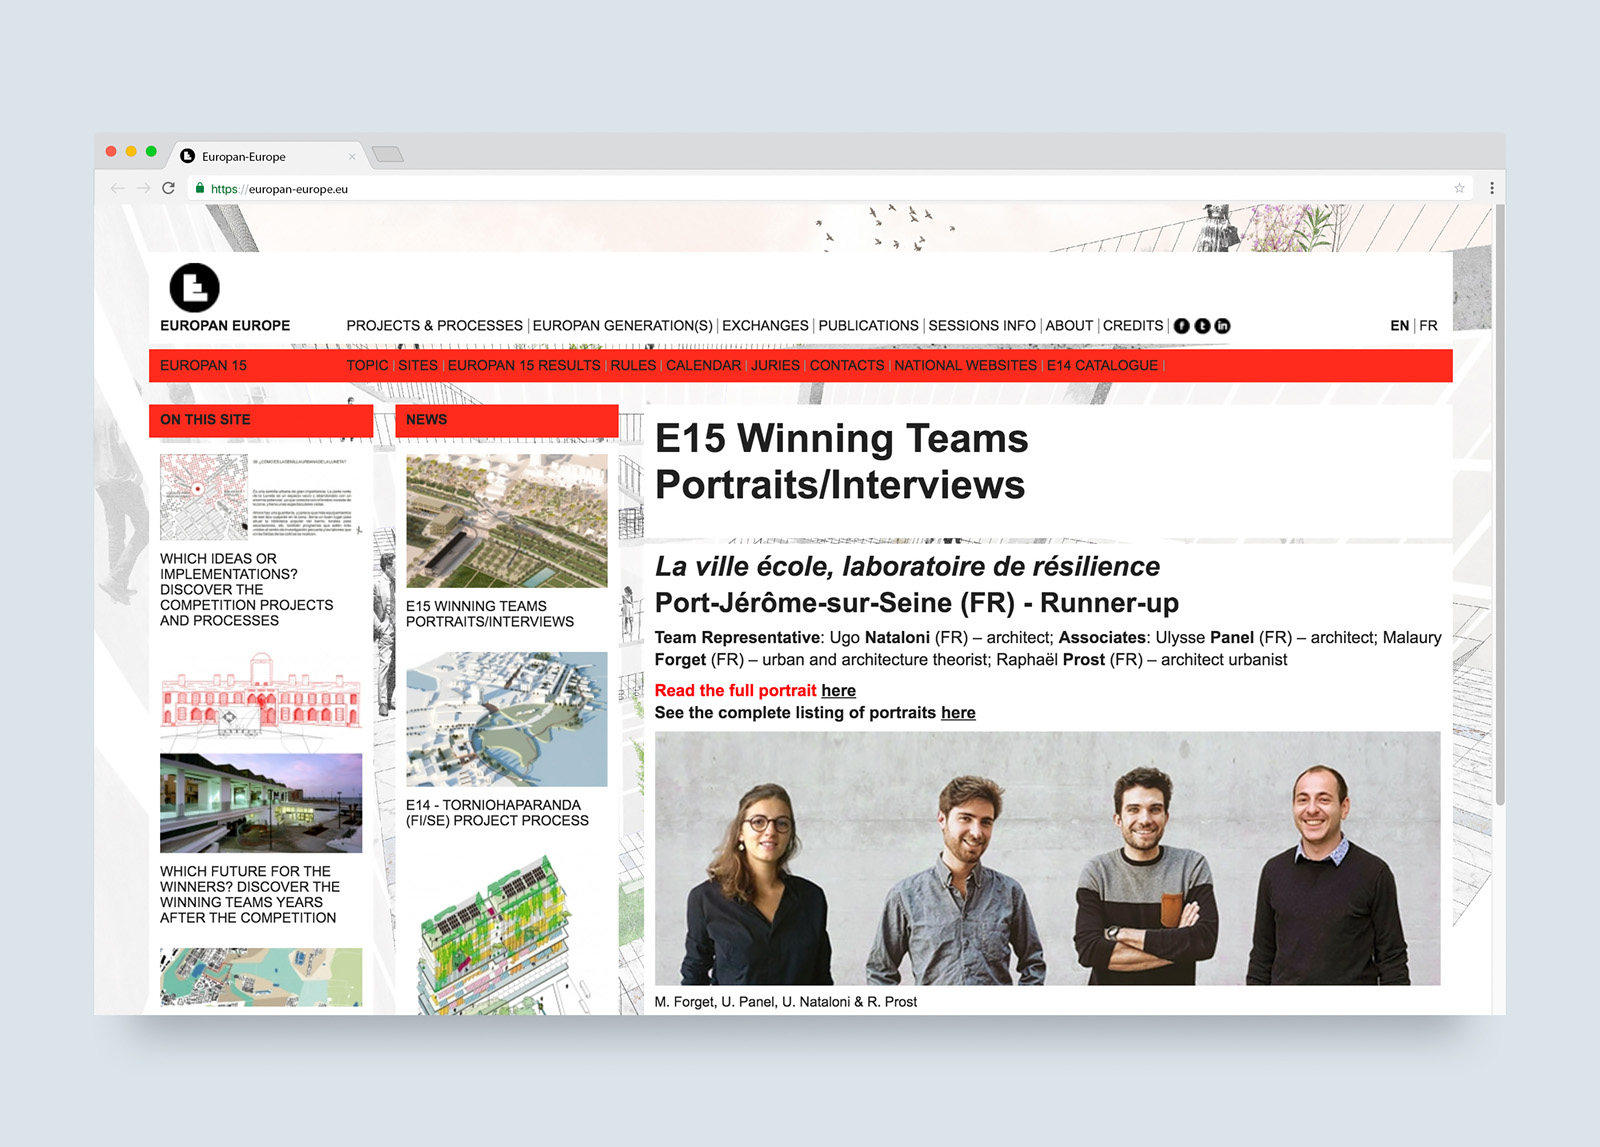 Europan-Europe
https://europan-europe.eu
EUROPAN EUROPE
PROJECTS & PROCESSES | EUROPAN GENERATION(S) | EXCHANGES | PUBLICATIONS | SESSIONS INFO | ABOUT | CREDITS |
EN | FR
EUROPAN 15
TOPIC | SITES | EUROPAN 15 RESULTS | RULES | CALENDAR | JURIES | CONTACTS | NATIONAL WEBSITES | E14 CATALOGUE |
ON THIS SITE
WHICH IDEAS OR
IMPLEMENTATIONS?
DISCOVER THE
COMPETITION PROJECTS
AND PROCESSES
WHICH FUTURE FOR THE
WINNERS? DISCOVER THE
WINNING TEAMS YEARS
AFTER THE COMPETITION
NEWS
E15 WINNING TEAMS
PORTRAITS/INTERVIEWS
E14 - TORNIOHAPARANDA
(FI/SE) PROJECT PROCESS
E15 Winning Teams
Portraits/Interviews
La ville école, laboratoire de résilience
Port-Jérôme-sur-Seine (FR) - Runner-up
Team Representative: Ugo Nataloni (FR) – architect; Associates: Ulysse Panel (FR) – architect; Malaury
Forget (FR) – urban and architecture theorist; Raphaël Prost (FR) – architect urbanist
Read the full portrait here
See the complete listing of portraits here
M. Forget, U. Panel, U. Nataloni & R. Prost